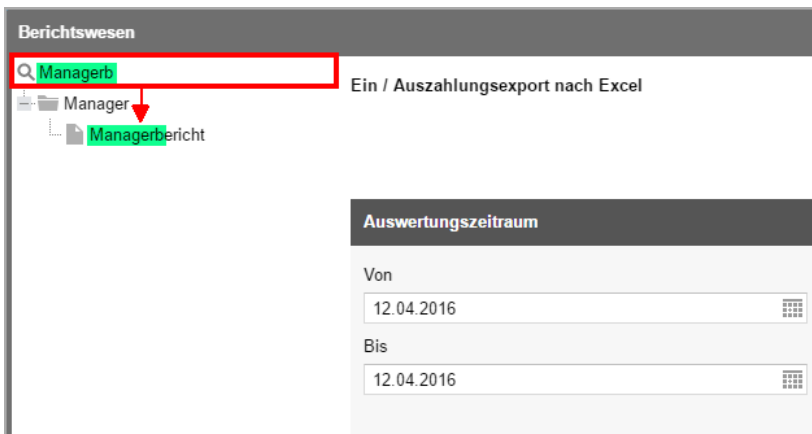 Berichtswesen
Managerb
Manager
Managerbericht
Ein / Auszahlungsexport nach Excel
Auswertungszeitraum
Von
12.04.2016
Bis
12.04.2016